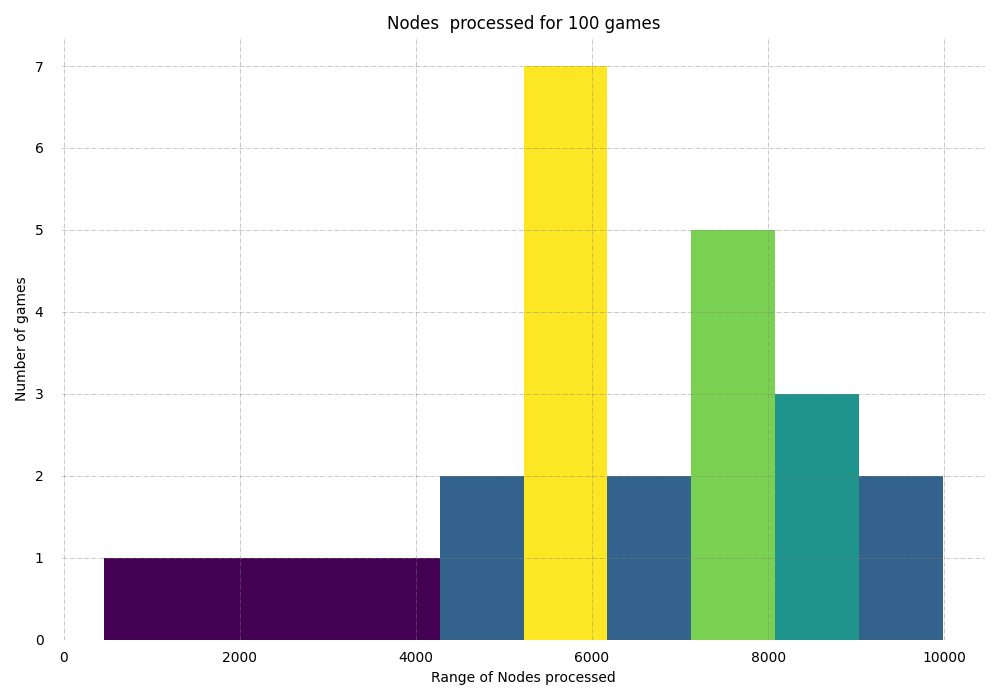 Nodes  processed for 100 games
Number of games
7
6
5
4
3
2
1
0
0 2000 4000 6000 8000 10000
Range of Nodes processed